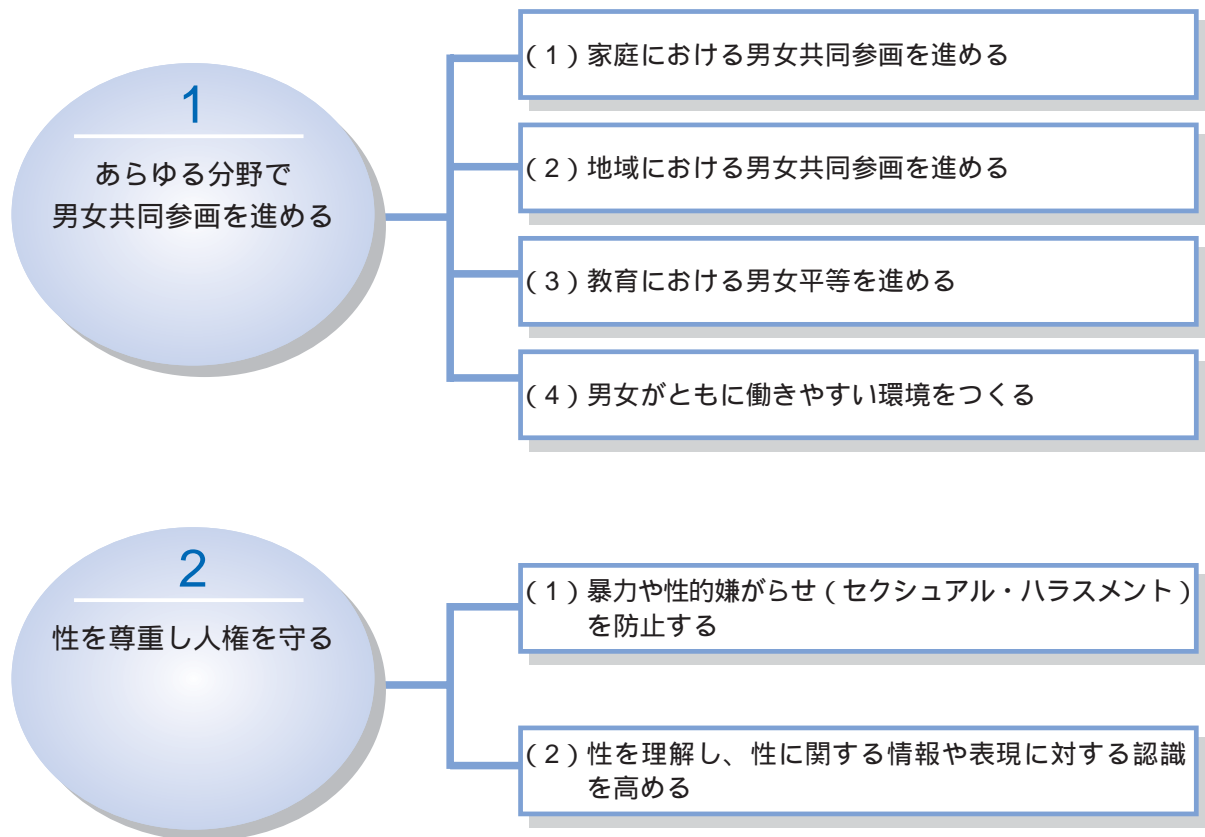 1
あらゆる分野で
男女共同参画を進める
(1)家庭における男女共同参画を進める
(2)地域における男女共同参画を進める
(3)教育における男女平等を進める
(4)男女がともに働きやすい環境をつくる
2
性を尊重し人権を守る
(1)暴力や性的嫌がらせ(セクシュアル・ハラスメント)
を防止する
(2)性を理解し、性に関する情報や表現に対する認識
を高める